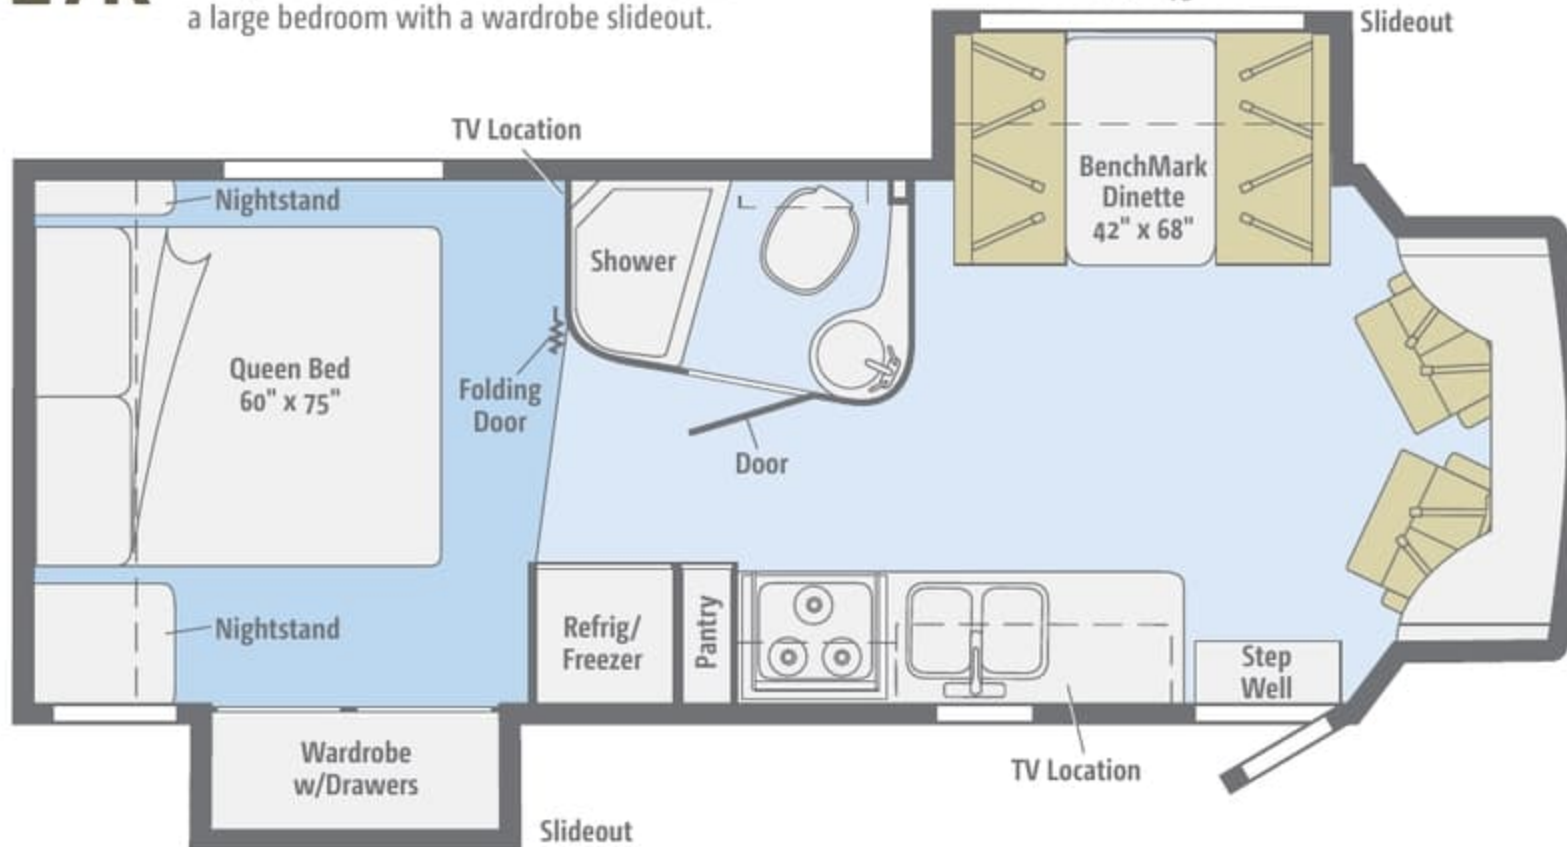 a large bedroom with a wardrobe slideout.
Slideout
TV Location
BenchMark
Dinette
42" x 68"
Nightstand
Shower
Queen Bed
60" x 75"
Folding
Door
Door
Refrig/
Freezer
Pantry
Nightstand
Step
Well
Wardrobe
w/Drawers
TV Location
Slideout